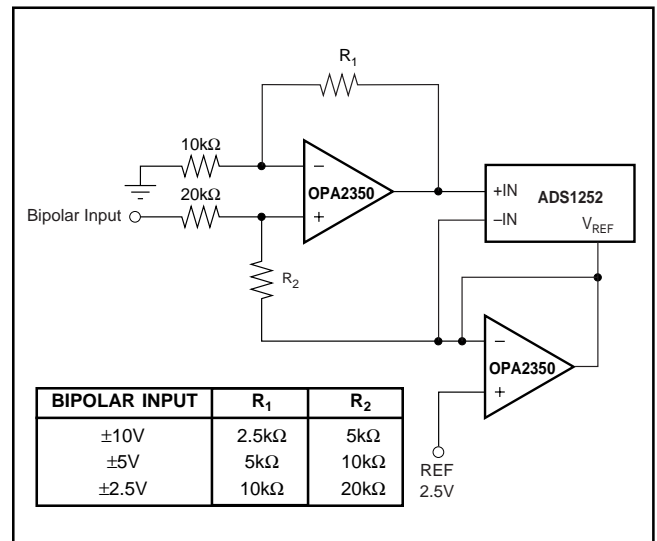 R1
10kΩ
–
OPA2350
20kΩ
+
Bipolar Input
+IN
ADS1252
–IN
VREF
R2
–
OPA2350
+
REF
2.5V
BIPOLAR INPUT R1 R2
±10V 2.5kΩ 5kΩ
±5V 5kΩ 10kΩ
±2.5V 10kΩ 20kΩ